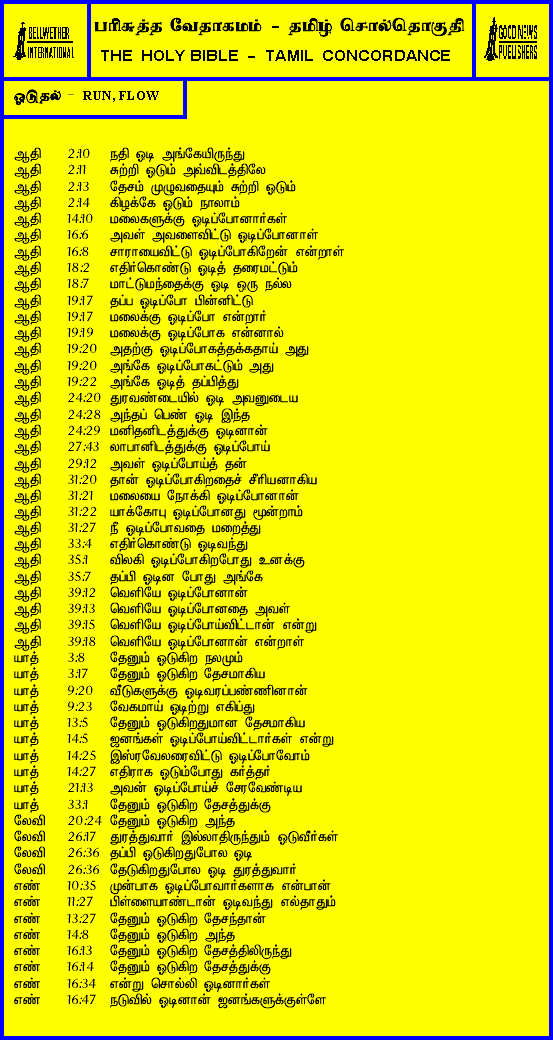 BELLWETHER
INTERNATIONAL
பரிசுத்த வேதாகமம் - தமிழ் சொல்தொகுதி
THE HOLY BIBLE - TAMIL CONCORDANCE
GOOD NEWS
PUBLISHERS
ஓடுதல் - RUN, FLOW
ஆதி 2:10 நதி ஓடி அங்கேயிருந்து
ஆதி 2:11 சுற்றி ஓடும் அவ்விடத்திலே
ஆதி 2:13 தேசம் முழுவதையும் சுற்றி ஓடும்
ஆதி 2:14 கிழக்கே ஓடும் நாலாம்
ஆதி 14:10 மலைகளுக்கு ஓடிப்போனார்கள்
ஆதி 16:6 அவள் அவளைவிட்டு ஓடிப்போனாள்
ஆதி 16:8 சாராயைவிட்டு ஓடிப்போகிறேன் என்றாள்
ஆதி 18:2 எதிர்கொண்டு ஓடித் தரைமட்டும்
ஆதி 18:7 மாட்டுமந்தைக்கு ஓடி ஒரு நல்ல
ஆதி 19:17 தப்ப ஓடிப்போ பின்னிட்டு
ஆதி 19:17 மலைக்கு ஓடிப்போ என்றார்
ஆதி 19:19 மலைக்கு ஓடிப்போக என்னால்
ஆதி 19:20 அதற்கு ஓடிப்போகத்தக்கதாய் அது
ஆதி 19:20 அங்கே ஓடிப்போகட்டும் அது
ஆதி 19:22 அங்கே ஓடித் தப்பித்து
ஆதி 24:20 துரவண்டையில் ஓடி அவனுடைய
ஆதி 24:28 அந்தப் பெண் ஓடி இந்த
ஆதி 24:29 மனிதனிடத்துக்கு ஓடினான்
ஆதி 27:43 லாபானிடத்துக்கு ஓடிப்போய்
ஆதி 29:12 அவள் ஓடிப்போய்த் தன்
ஆதி 31:20 தான் ஓடிப்போகிறதைச் சீரியனாகிய
ஆதி 31:21 மலையை நோக்கி ஓடிப்போனான்
ஆதி 31:22 யாக்கோபு ஓடிப்போனது மூன்றாம்
ஆதி 31:27 நீ ஓடிப்போவதை மறைத்து
ஆதி 33:4 எதிர்கொண்டு ஓடிவந்து
ஆதி 35:1 விலகி ஓடிப்போகிறபோது உனக்கு
ஆதி 35:7 தப்பி ஓடின போது அங்கே
ஆதி 39:12 வெளியே ஓடிப்போனான்
ஆதி 39:13 வெளியே ஓடிப்போனதை அவள்
ஆதி 39:15 வெளியே ஓடிப்போய்விட்டான் என்று
ஆதி 39:18 வெளியே ஓடிப்போனான் என்றாள்
யாத் 3:8 தேனும் ஓடுகிற நலமும்
யாத் 3:17 தேனும் ஓடுகிற தேசமாகிய
யாத் 9:20 வீடுகளுக்கு ஓடிவரப்பண்ணினான்
யாத் 9:23 வேகமாய் ஓடிற்று எகிப்து
யாத் 13:5 தேனும் ஓடுகிறதுமான தேசமாகிய
யாத் 14:5 ஜனங்கள் ஓடிப்போய்விட்டார்கள் என்று
யாத் 14:25 இஸ்ரவேலரைவிட்டு ஓடிப்போவோம்
யாத் 14:27 எதிராக ஓடும்போது கர்த்தர்
யாத் 21:13 அவன் ஓடிப்போய்ச் சேரவேண்டிய
யாத் 33:1 தேனும் ஓடுகிற தேசத்துக்கு
லேவி 20:24 தேனும் ஓடுகிற அந்த
லேவி 26:17 துரத்துவார் இல்லாதிருந்தும் ஓடுவீர்கள்
லேவி 26:36 தப்பி ஓடுகிறதுபோல ஓடி
லேவி 26:36 தேடுகிறதுபோல ஓடி துரத்துவார்
எண் 10:35 முன்பாக ஓடிப்போவார்களாக என்பான்
எண் 11:27 பிள்ளையாண்டான் ஓடிவந்து எல்தாதும்
எண் 13:27 தேனும் ஓடுகிற தேசந்தான்
எண் 14:8 தேனும் ஓடுகிற அந்த
எண் 16:13 தேனும் ஓடுகிற தேசத்திலிருந்து
எண் 16:14 தேனும் ஓடுகிற தேசத்துக்கு
எண் 16:34 என்று சொல்லி ஓடினார்கள்
எண் 16:47 நடுவில் ஓடினான் ஜனங்களுக்குள்ளே